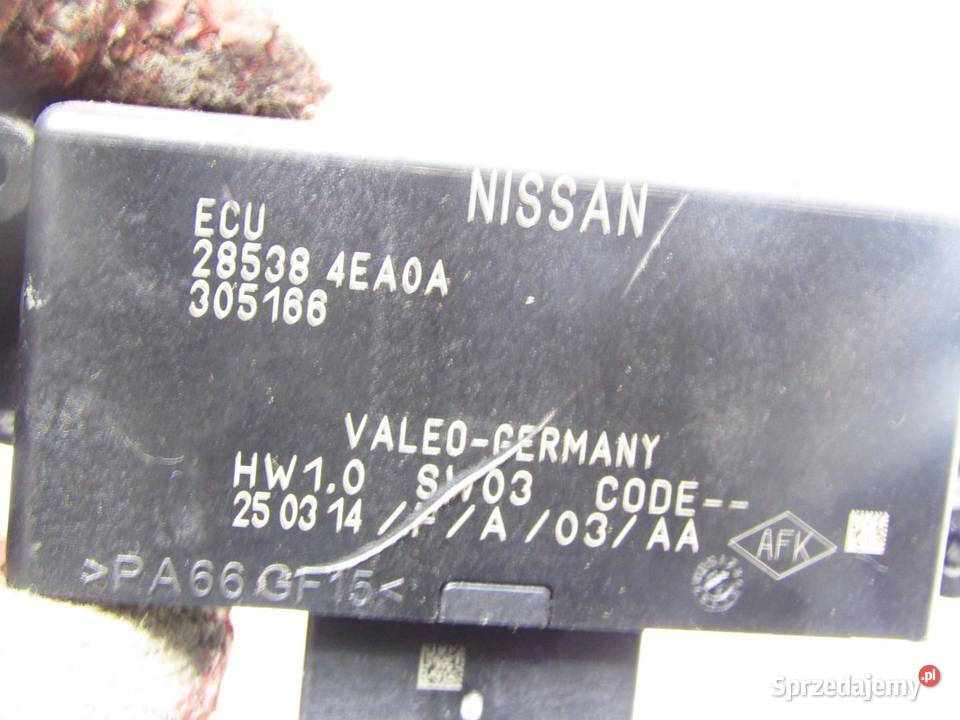 NISSAN
ECU
28538 4EA0A
305166
VALEO-GERMANY
HW1.0 SW03 CODE--
25 03 14 /F/A/03/AA
AFK
>PA66 GF15<
Sprzedajemy.pl